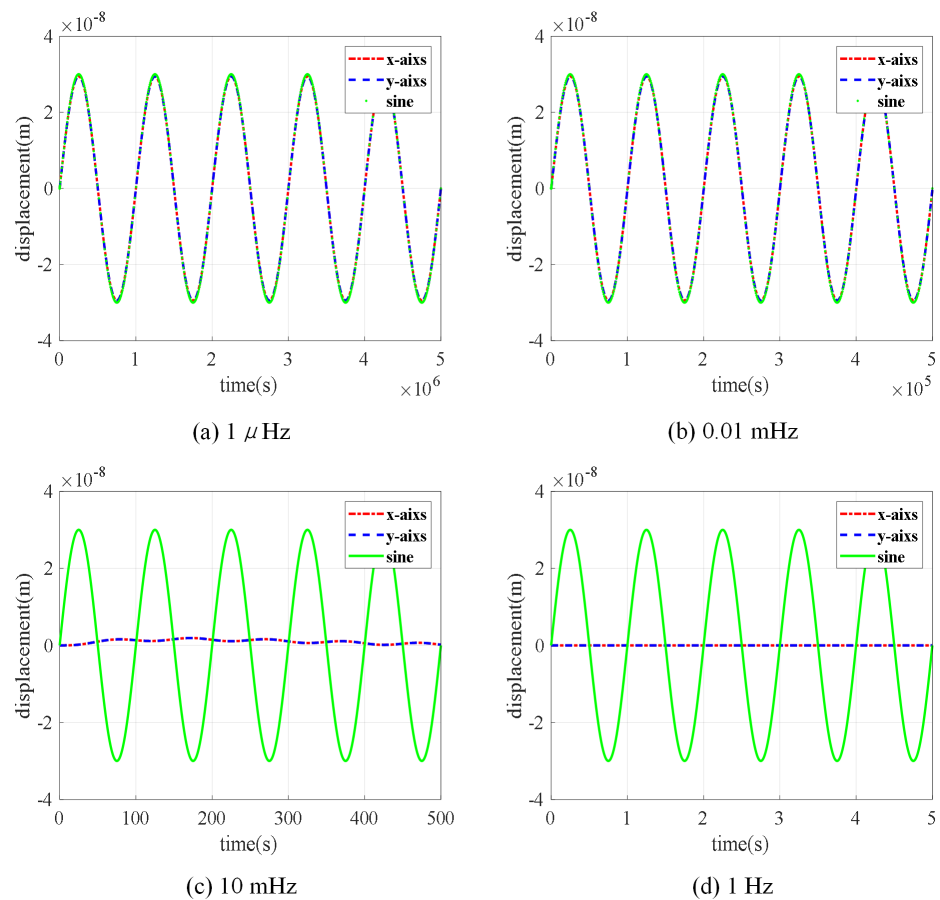 ×10⁻⁸
4
2
0
-2
-4
displacement(m)
x-aixs
y-aixs
sine
0 1 2 3 4 5
time(s)
×10⁶
(a) 1 μHz
×10⁻⁸
4
2
0
-2
-4
displacement(m)
x-aixs
y-aixs
sine
0 1 2 3 4 5
time(s)
×10⁵
(b) 0.01 mHz
×10⁻⁸
4
2
0
-2
-4
displacement(m)
x-aixs
y-aixs
sine
0 100 200 300 400 500
time(s)
(c) 10 mHz
×10⁻⁸
4
2
0
-2
-4
displacement(m)
x-aixs
y-aixs
sine
0 1 2 3 4 5
time(s)
(d) 1 Hz